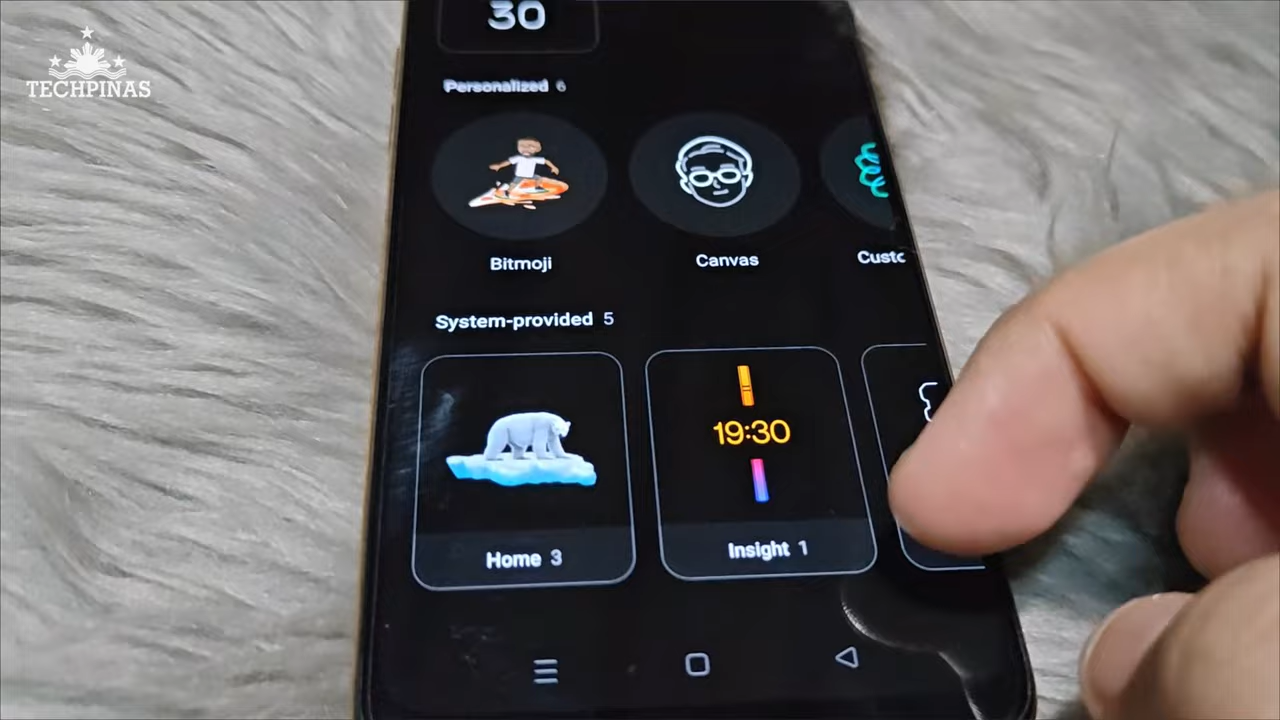 TECHPINAS
30
Personalized 6
Bitmoji
Canvas
Custo
System-provided 5
19:30
Home 3
Insight 1